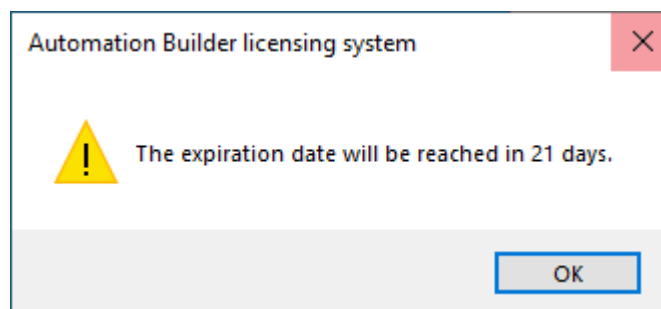 Automation Builder licensing system
The expiration date will be reached in 21 days.
OK